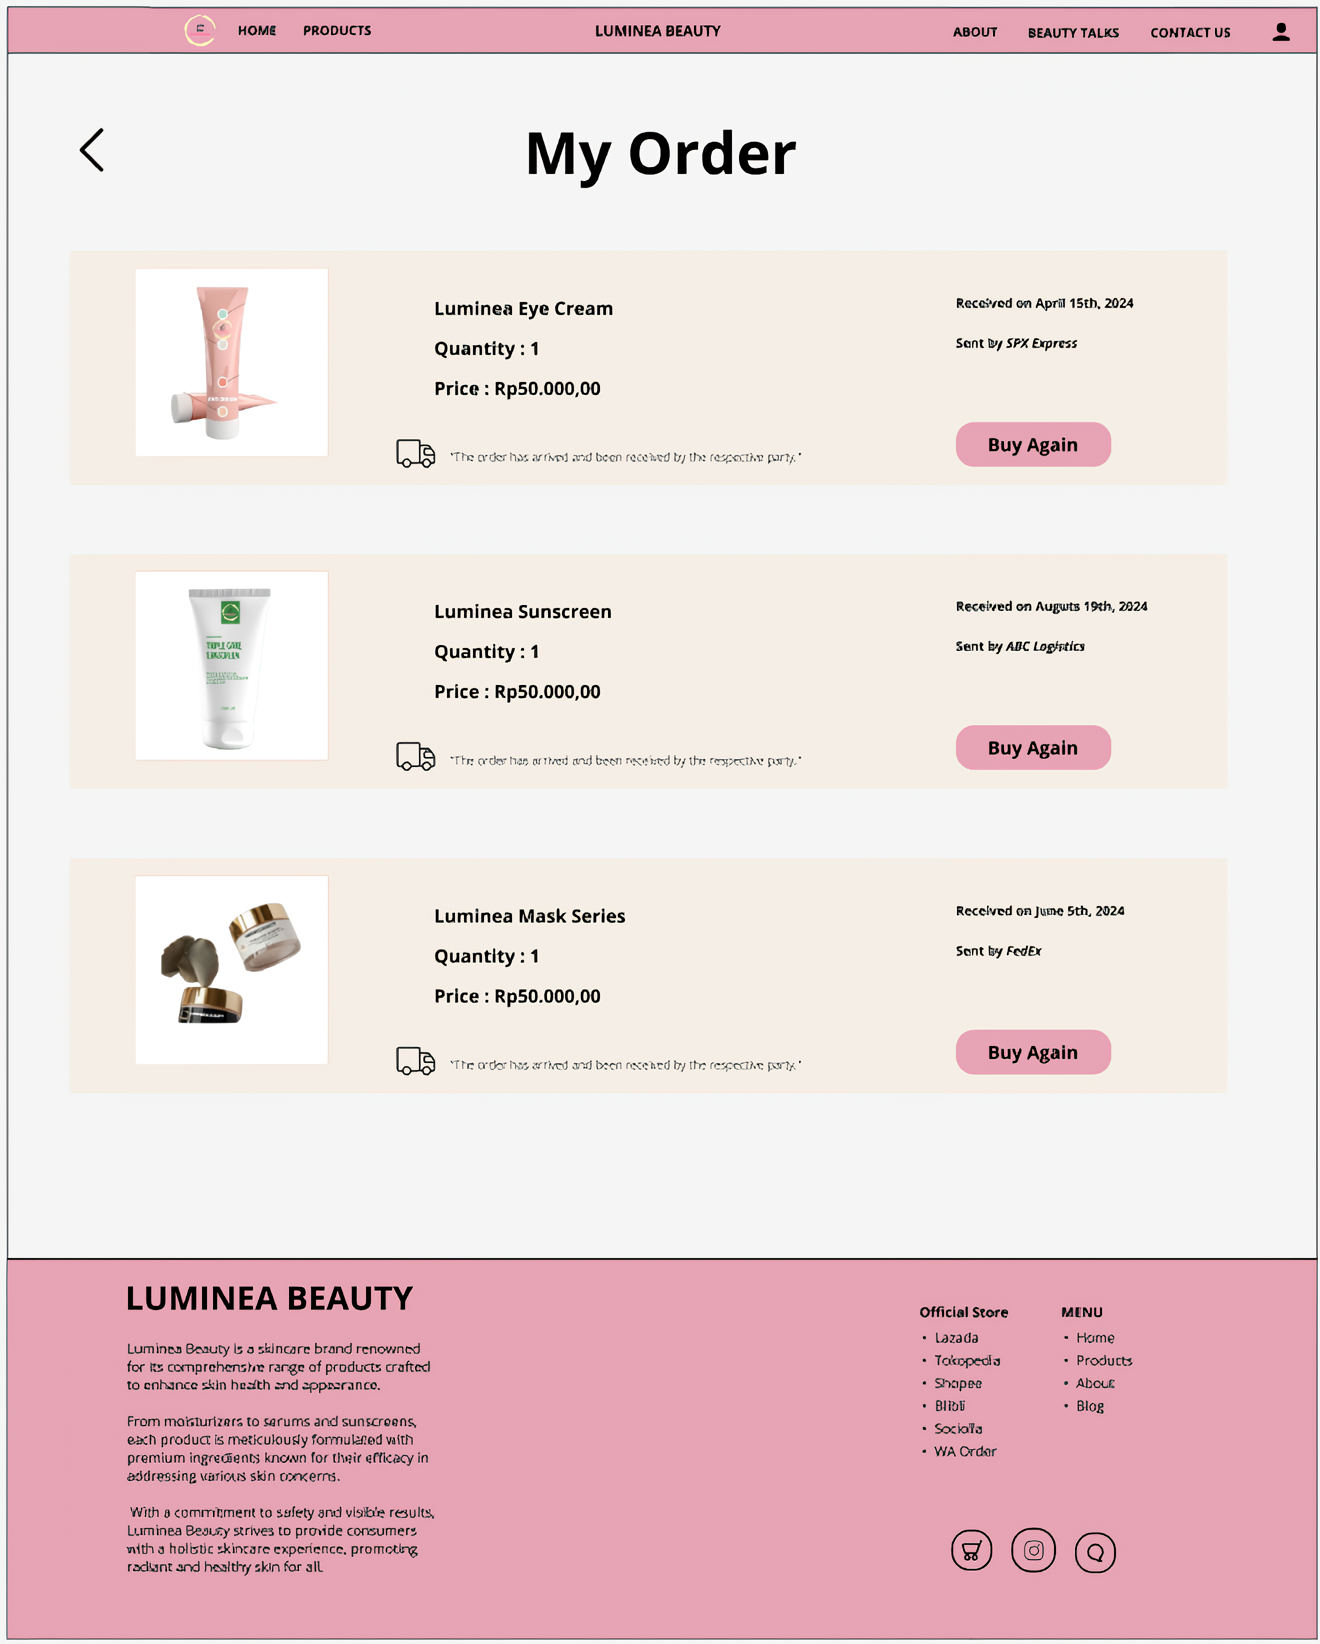 HOME
PRODUCTS
LUMINEA BEAUTY
ABOUT
BEAUTY TALKS
CONTACT US
My Order
Luminea Eye Cream
Quantity : 1
Price : Rp50.000,00
"The order has arrived and been received by the respective party."
Received on April 15th, 2024
Sent by SPX Express
Buy Again
Luminea Sunscreen
Quantity : 1
Price : Rp50.000,00
"The order has arrived and been received by the respective party."
Received on Auguts 19th, 2024
Sent by ABC Logistics
Buy Again
Luminea Mask Series
Quantity : 1
Price : Rp50.000,00
"The order has arrived and been received by the respective party."
Received on June 5th, 2024
Sent by FedEx
Buy Again
LUMINEA BEAUTY
Luminea Beauty is a skincare brand renowned
for its comprehensive range of products crafted
to enhance skin health and appearance.
From moisturizers to serums and sunscreens,
each product is meticulously formulated with
premium ingredients known for their efficacy in
addressing various skin concerns.
With a commitment to safety and visible results,
Luminea Beauty strives to provide consumers
with a holistic skincare experience, promoting
radiant and healthy skin for all.
Official Store
• Lazada
• Tokopedia
• Shopee
• Blibli
• Sociolla
• WA Order
MENU
• Home
• Products
• About
• Blog